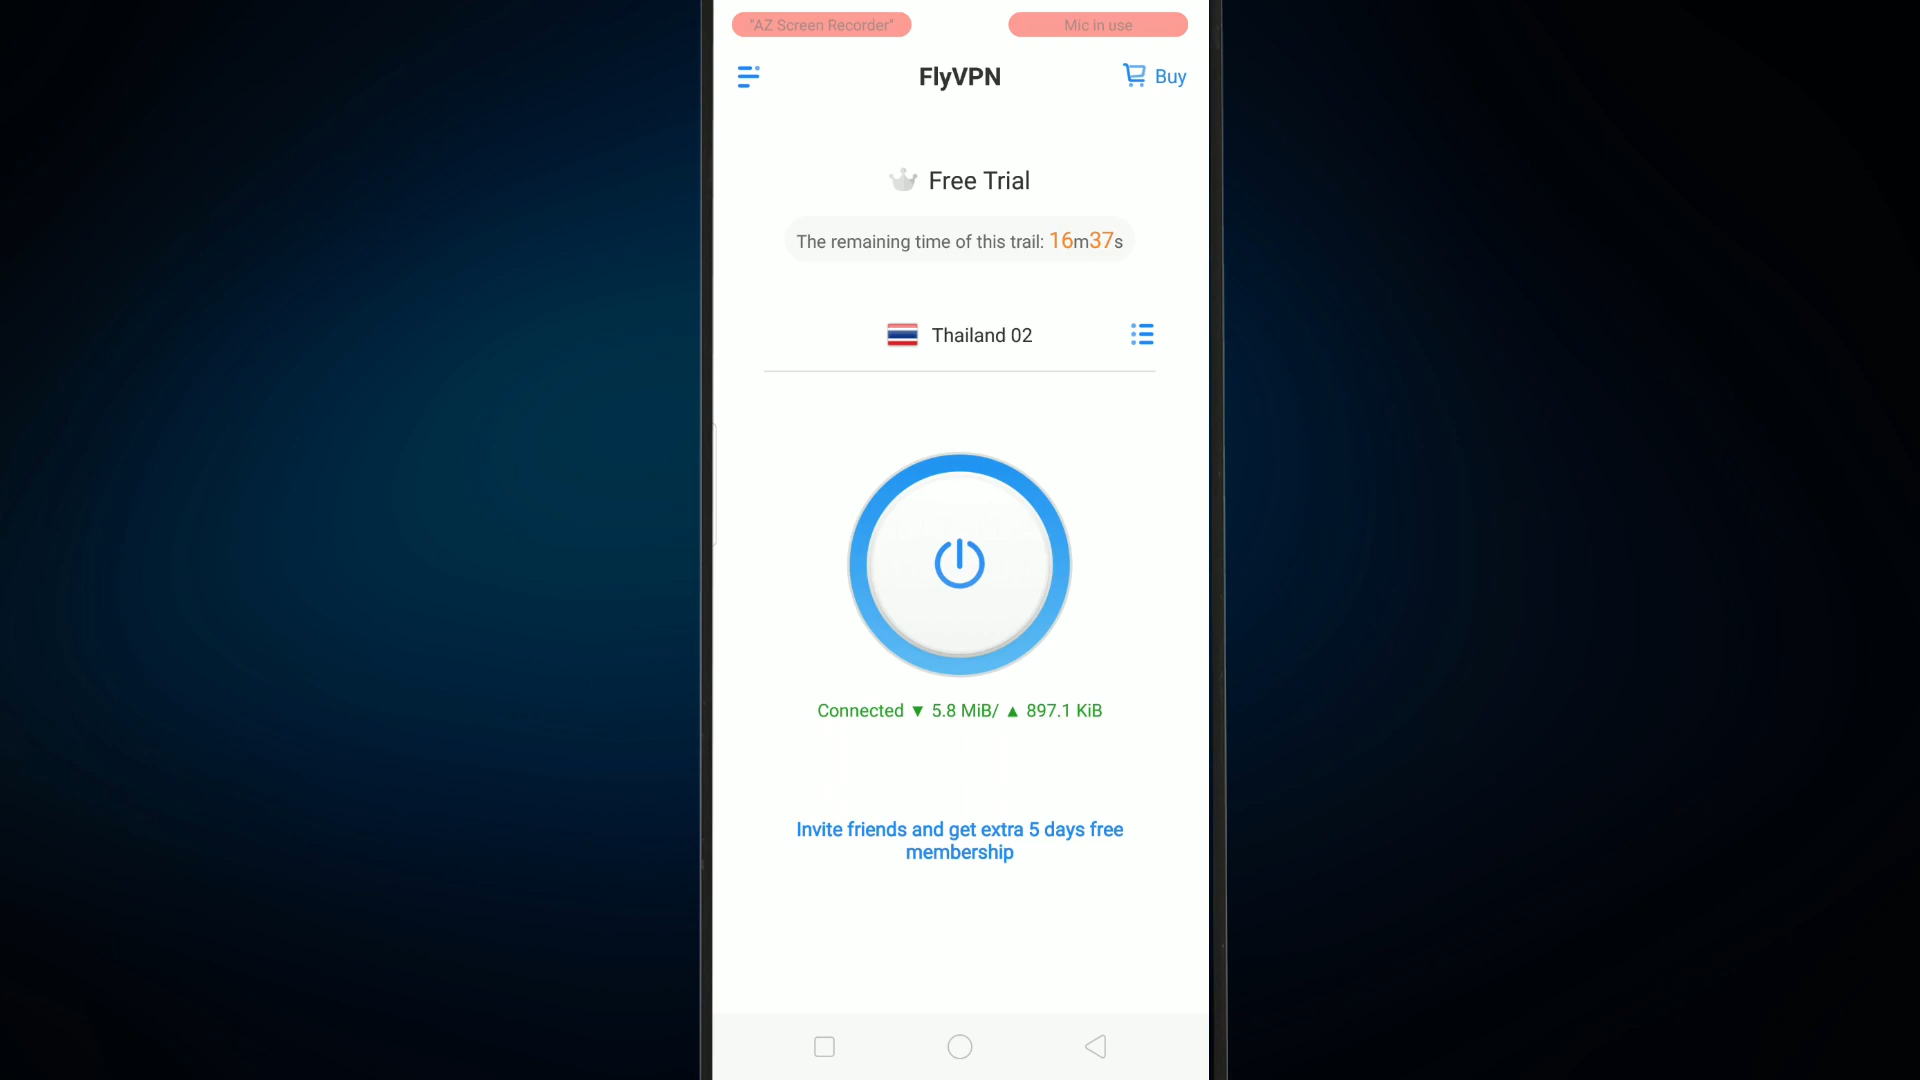 "AZ Screen Recorder"
Mic in use
FlyVPN
Buy
Free Trial
The remaining time of this trail: 16m37s
Thailand 02
Connected ▼ 5.8 MiB/ ▲ 897.1 KiB
Invite friends and get extra 5 days free
membership